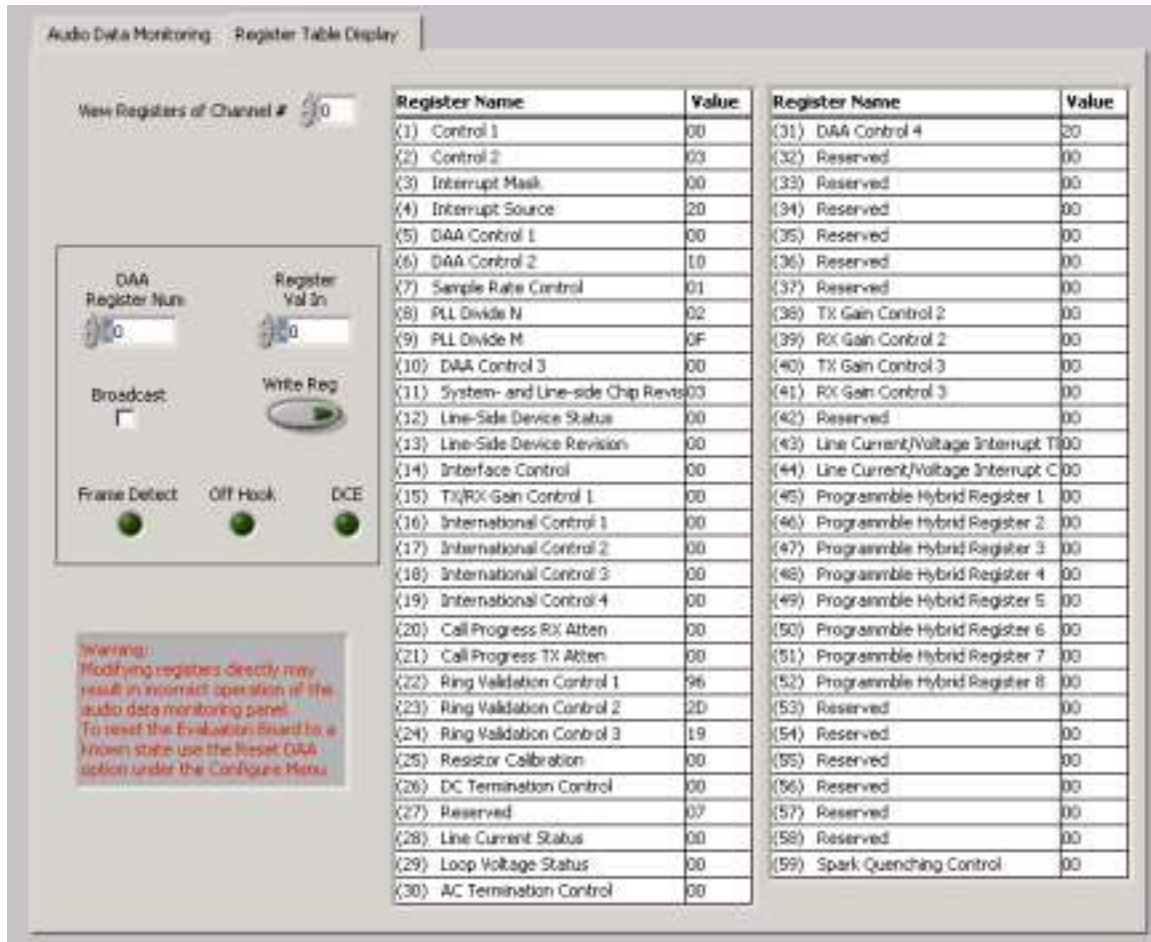 Audio Data Monitoring Register Table Display
View Registers of Channel # 0
DAA
Register Num
0
Register
Val In
0
Broadcast
Write Reg
Frame Detect Off Hook DCE
Warning:
Modifying registers directly may
result in incorrect operation of the
audio data monitoring panel.
To reset the Evaluation Board to a
known state use the Reset DAA
option under the Configure Menu
Register Name Value
(1) Control 1 00
(2) Control 2 03
(3) Interrupt Mask 00
(4) Interrupt Source 20
(5) DAA Control 1 00
(6) DAA Control 2 10
(7) Sample Rate Control 01
(8) PLL Divide N 02
(9) PLL Divide M 0F
(10) DAA Control 3 00
(11) System- and Line-side Chip Revis 03
(12) Line-Side Device Status 00
(13) Line-Side Device Revision 00
(14) Interface Control 00
(15) TX/RX Gain Control 1 00
(16) International Control 1 00
(17) International Control 2 00
(18) International Control 3 00
(19) International Control 4 00
(20) Call Progress RX Atten 00
(21) Call Progress TX Atten 00
(22) Ring Validation Control 1 96
(23) Ring Validation Control 2 2D
(24) Ring Validation Control 3 19
(25) Resistor Calibration 00
(26) DC Termination Control 00
(27) Reserved 07
(28) Line Current Status 00
(29) Loop Voltage Status 00
(30) AC Termination Control 00
Register Name Value
(31) DAA Control 4 20
(32) Reserved 00
(33) Reserved 00
(34) Reserved 00
(35) Reserved 00
(36) Reserved 00
(37) Reserved 00
(38) TX Gain Control 2 00
(39) RX Gain Control 2 00
(40) TX Gain Control 3 00
(41) RX Gain Control 3 00
(42) Reserved 00
(43) Line Current/Voltage Interrupt T 00
(44) Line Current/Voltage Interrupt C 00
(45) Programmble Hybrid Register 1 00
(46) Programmble Hybrid Register 2 00
(47) Programmble Hybrid Register 3 00
(48) Programmble Hybrid Register 4 00
(49) Programmble Hybrid Register 5 00
(50) Programmble Hybrid Register 6 00
(51) Programmble Hybrid Register 7 00
(52) Programmble Hybrid Register 8 00
(53) Reserved 00
(54) Reserved 00
(55) Reserved 00
(56) Reserved 00
(57) Reserved 00
(58) Reserved 00
(59) Spark Quenching Control 00